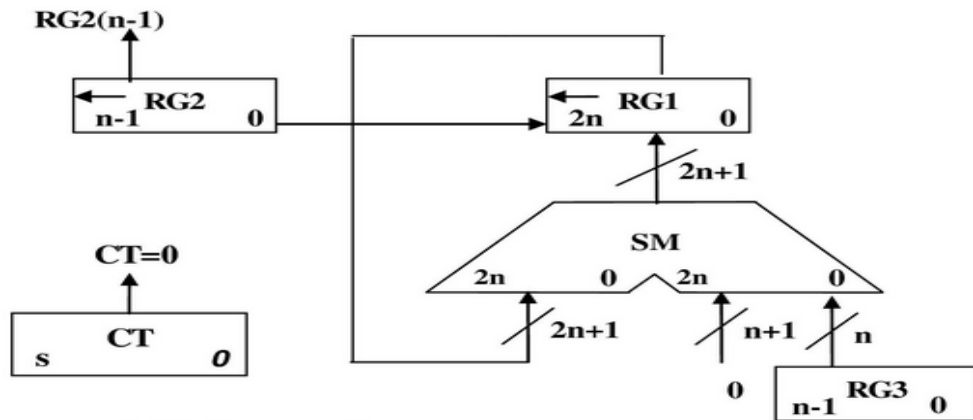 RG2(n-1)
RG2
n-1 0
RG1
2n 0
2n+1
SM
2n 0 2n 0
CT=0
CT
s 0
2n+1
n+1
n
0
RG3
n-1 0